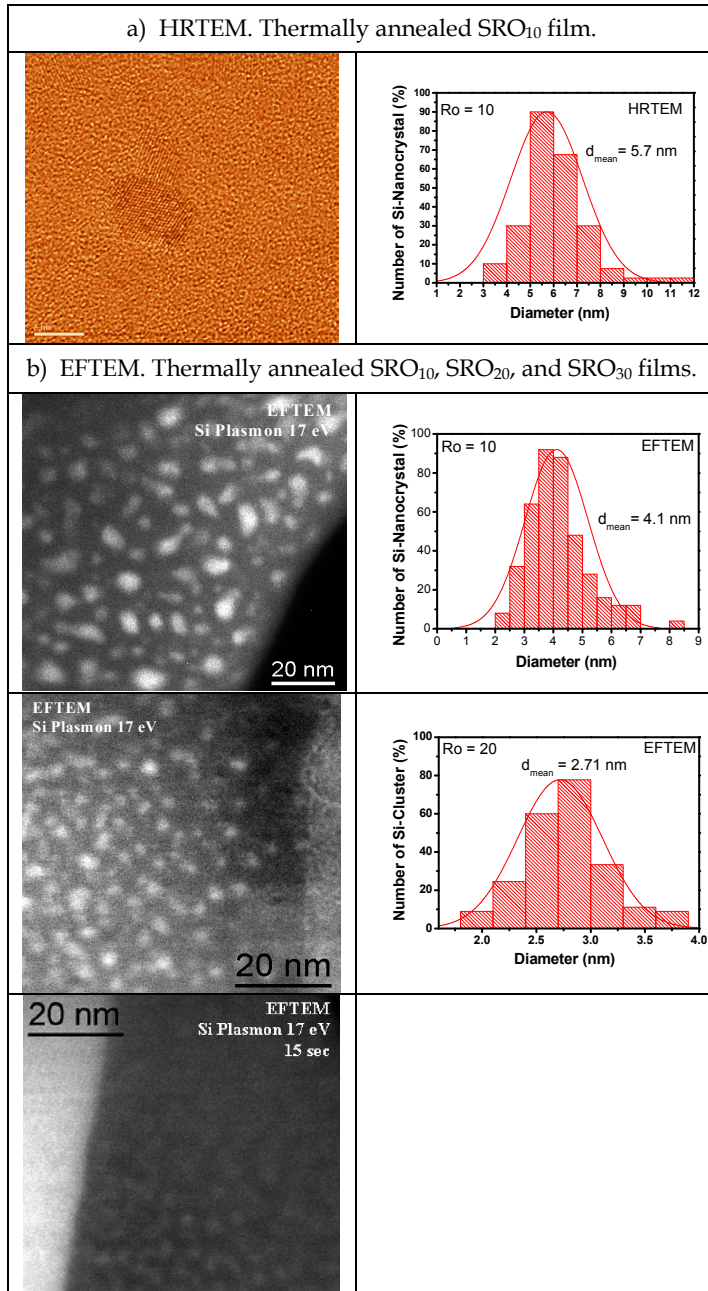 a) HRTEM. Thermally annealed SRO₁₀ film.
5 nm
Ro = 10
HRTEM
d_mean = 5.7 nm
Number of Si-Nanocrystal (%)
100
90
80
70
60
50
40
30
20
10
0
1 2 3 4 5 6 7 8 9 10 11 12
Diameter (nm)
b) EFTEM. Thermally annealed SRO₁₀, SRO₂₀, and SRO₃₀ films.
EFTEM
Si Plasmon 17 eV
20 nm
Ro = 10
EFTEM
d_mean = 4.1 nm
Number of Si-Nanocrystal (%)
100
80
60
40
20
0
0 1 2 3 4 5 6 7 8 9
Diameter (nm)
EFTEM
Si Plasmon 17 eV
20 nm
Ro = 20
EFTEM
d_mean = 2.71 nm
Number of Si-Cluster (%)
100
80
60
40
20
0
2.0 2.5 3.0 3.5 4.0
Diameter (nm)
20 nm
EFTEM
Si Plasmon 17 eV
15 sec